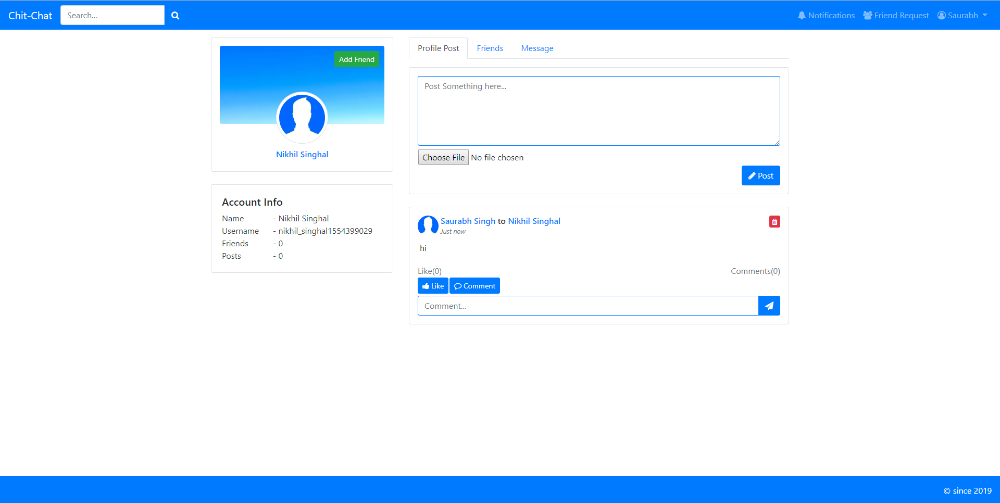 Chit-Chat Search... Notifications Friend Request Saurabh
Add Friend
Nikhil Singhal
Account Info
Name - Nikhil Singhal
Username - nikhil_singhal1554399029
Friends - 0
Posts - 0
Profile Post Friends Message
Post Something here...
Choose File No file chosen
Post
Saurabh Singh to Nikhil Singhal
Just now
hi
Like(0) Comments(0)
Like Comment
Comment...
© since 2019